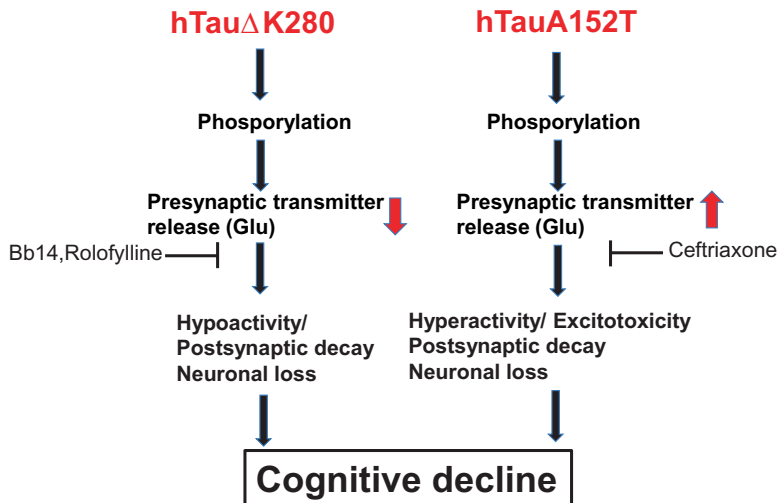 hTauΔK280
Phosporylation
Presynaptic transmitter
release (Glu)
Bb14,Rolofylline
Hypoactivity/
Postsynaptic decay
Neuronal loss
hTauA152T
Phosporylation
Presynaptic transmitter
release (Glu)
Ceftriaxone
Hyperactivity/ Excitotoxicity
Postsynaptic decay
Neuronal loss
Cognitive decline